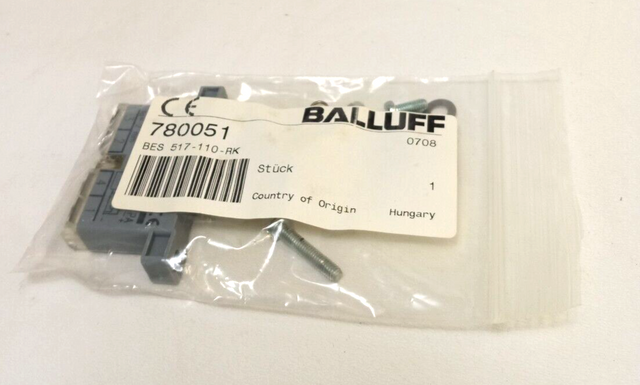 CE
BALLUFF
780051
0708
BES 517-110-RK
Stück
1
Country of Origin
Hungary